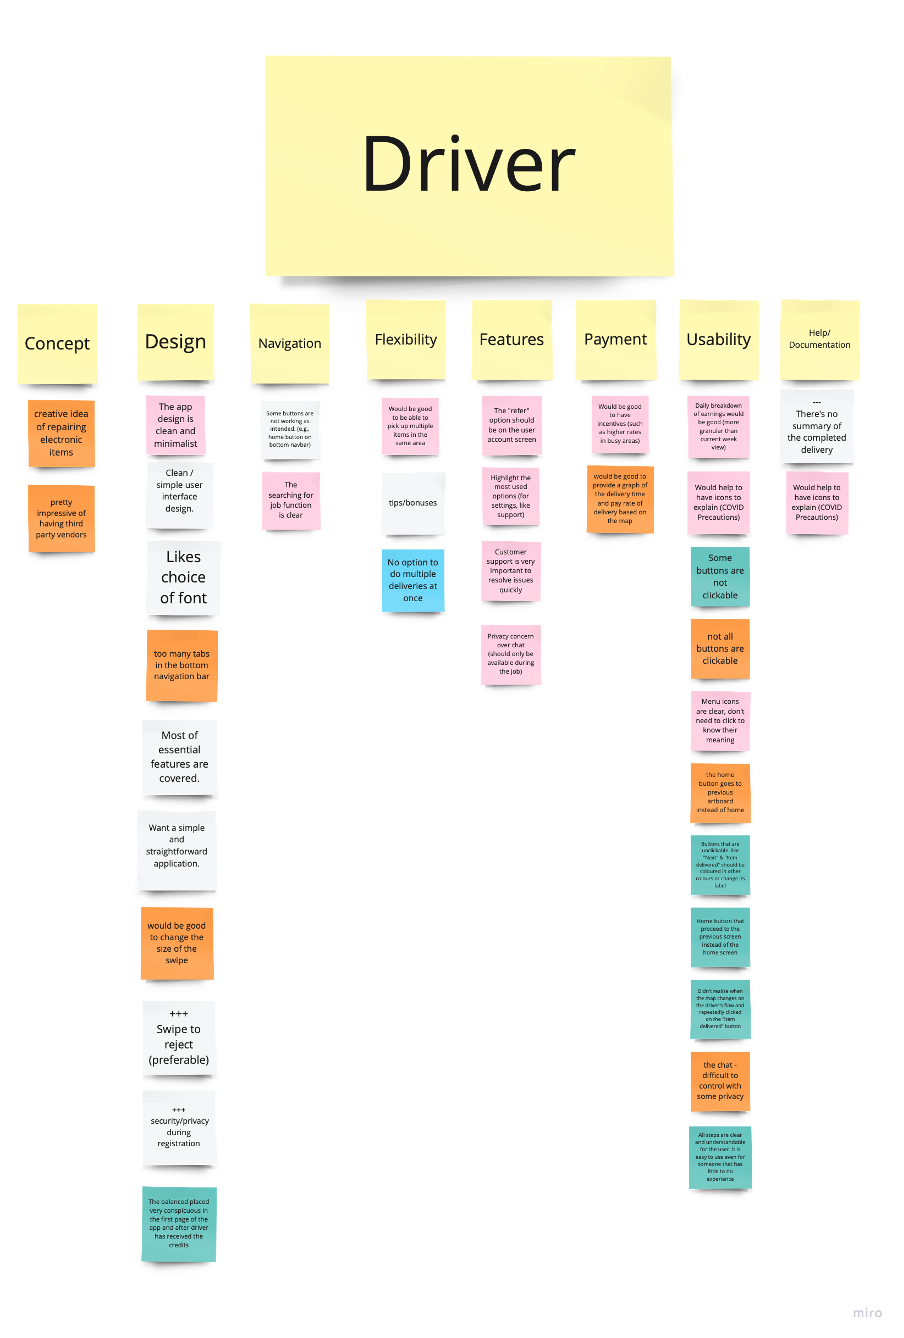 Driver
Concept
creative idea
of repairing
electronic
items
pretty
impressive of
having third
party vendors
Design
The app
design is
clean and
minimalist
Clean /
simple user
interface
design.
Likes
choice
of font
too many tabs
in the bottom
navigation bar
Most of
essential
features are
covered.
Want a simple
and
straightforward
application.
would be good
to change the
size of the
swipe
+++
Swipe to
reject
(preferable)
+++
security/privacy
during
registration
The balanced placed
very conspicuous in
the first page of the
app and after driver
has received the
credits
Navigation
Some buttons are
not working as
intended. (e.g.,
home button on
bottom navbar)
The
searching for
job function
is clear
Flexibility
Would be good
to be able to
pick up multiple
items in the
same area
tips/bonuses
No option to
do multiple
deliveries at
once
Features
The "refer"
option should
be on the user
account screen
Highlight the
most used
options (for
settings, like
support)
Customer
support is very
important to
resolve issues
quickly
Privacy concern
over chat
(should only be
available during
the job)
Payment
Would be good
to have
incentives (such
as higher rates
in busy areas)
would be good to
provide a graph of
the delivery time
and pay rate of
delivery based on
the map
Usability
Daily breakdown
of earnings would
be good (more
granular than
current week
view)
Would help to
have icons to
explain (COVID
Precautions)
Some
buttons are
not
clickable
not all
buttons are
clickable
Menu icons
are clear, don't
need to click to
know their
meaning
the home
button goes to
previous
artboard
instead of home
Buttons that are
unclickable like
"Next" & "Item
delivered" should be
coloured in other
colours or change its
label
Home button that
proceed to the
previous screen
instead of the
home screen
Didn't realise when
the map changes on
the driver's flow and
repeatedly clicked
on the "item
delivered" button
the chat -
difficult to
control with
some privacy
All steps are clear
and understandable
for the user. It is
easy to use even for
someone that has
little to no
experience
Help/
Documentation
---
There's no
summary of
the completed
delivery
Would help to
have icons to
explain (COVID
Precautions)
miro